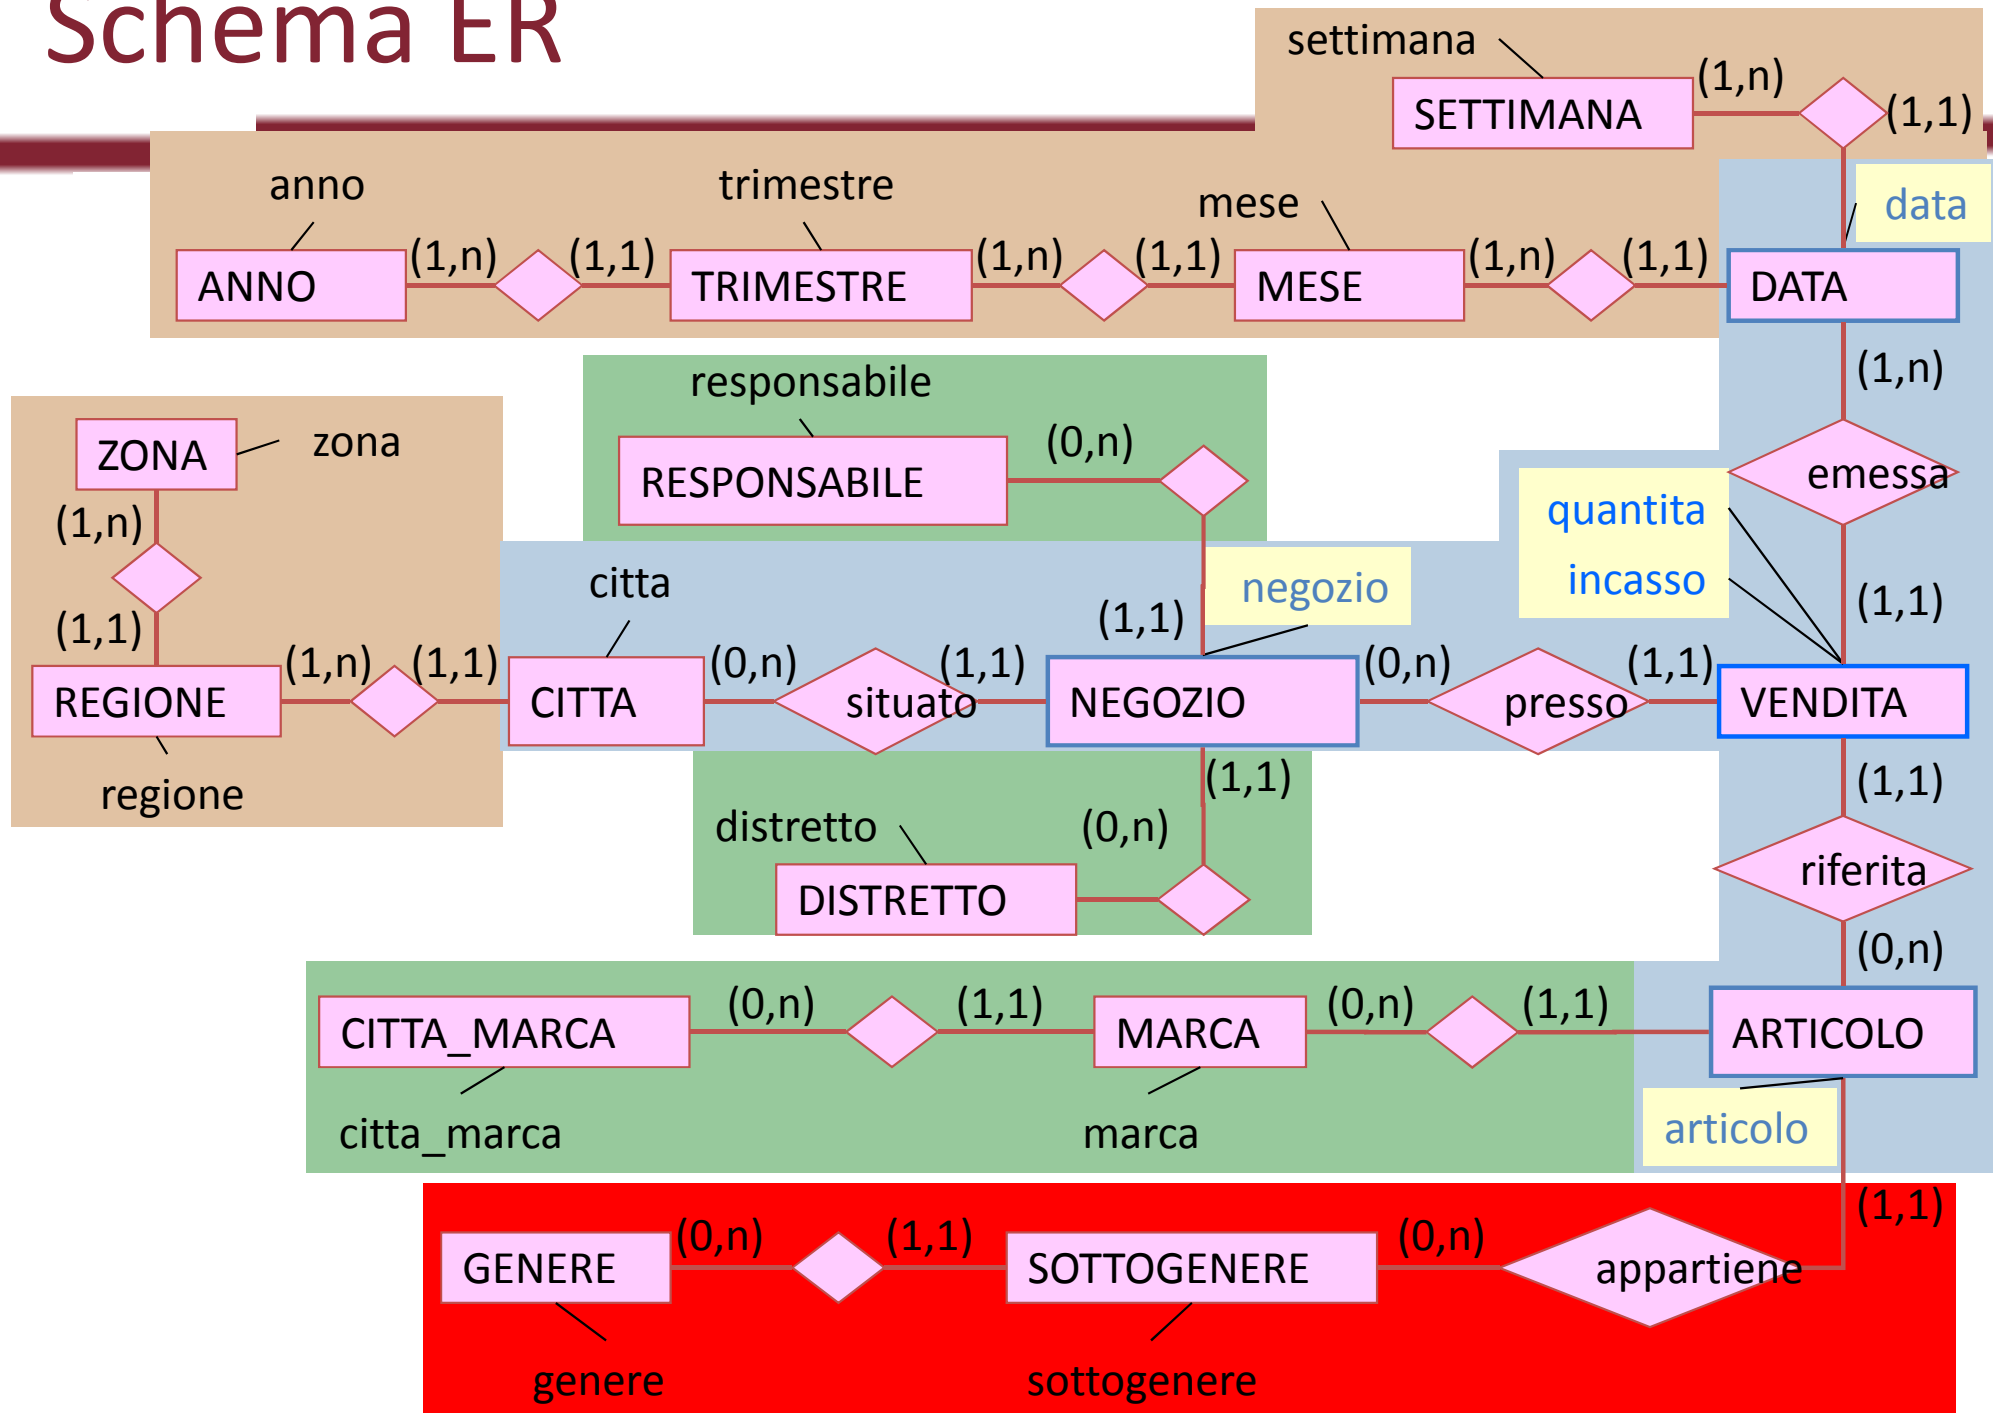 Schema ER
settimana
SETTIMANA
(1,n)
(1,1)
anno
trimestre
mese
data
ANNO
(1,n)
(1,1)
TRIMESTRE
(1,n)
(1,1)
MESE
(1,n)
(1,1)
DATA
(1,n)
responsabile
RESPONSABILE
(0,n)
ZONA
zona
(1,n)
(1,1)
emessa
quantita
incasso
citta
negozio
(1,1)
(1,1)
REGIONE
(1,n)
(1,1)
CITTA
(0,n)
situato
(1,1)
NEGOZIO
(0,n)
presso
(1,1)
VENDITA
regione
(1,1)
(1,1)
distretto
(0,n)
DISTRETTO
riferita
(0,n)
CITTA_MARCA
(0,n)
(1,1)
MARCA
(0,n)
(1,1)
ARTICOLO
citta_marca
marca
articolo
(1,1)
GENERE
(0,n)
(1,1)
SOTTOGENERE
(0,n)
appartiene
genere
sottogenere